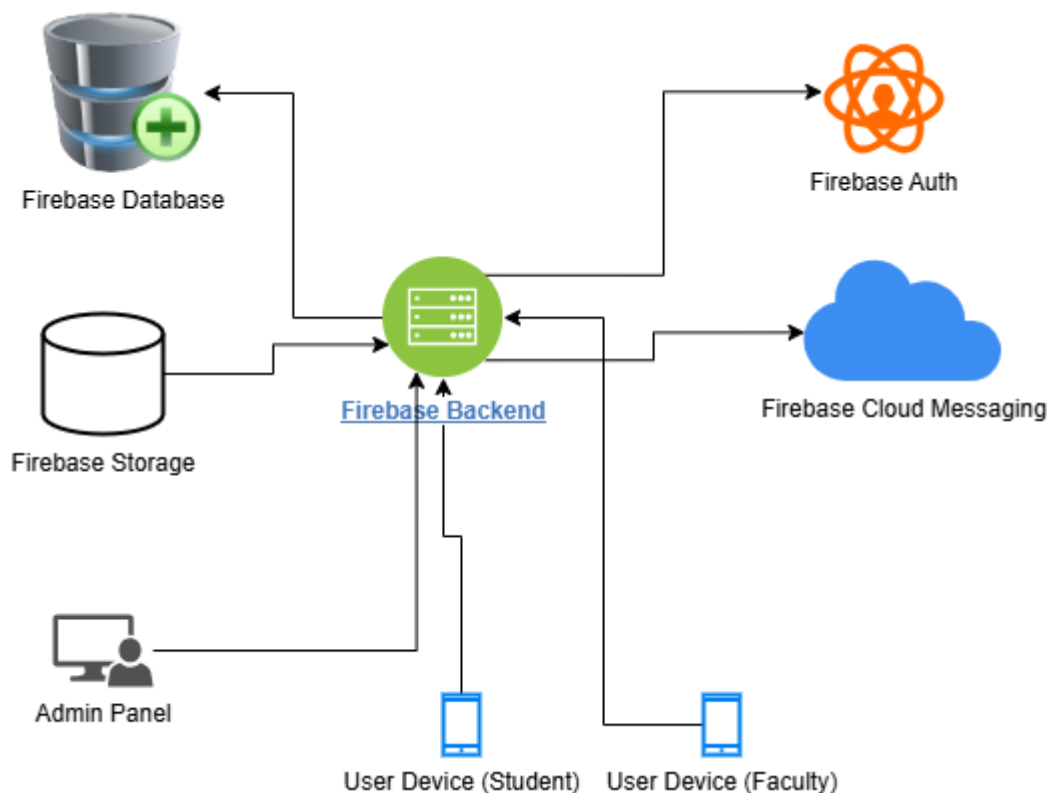 Firebase Database
Firebase Auth
Firebase Backend
Firebase Cloud Messaging
Firebase Storage
Admin Panel
User Device (Student)
User Device (Faculty)